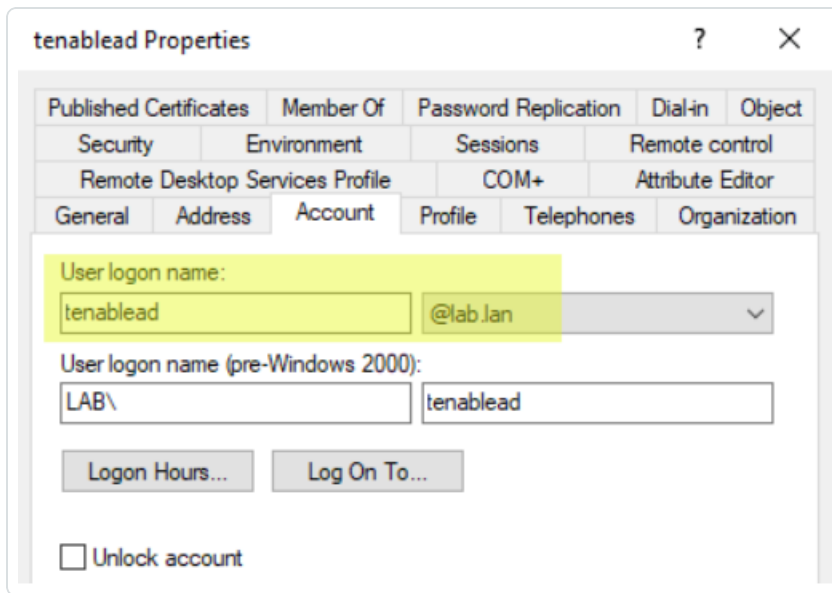 tenablead Properties ? ×
Published Certificates Member Of Password Replication Dial-in Object
Security Environment Sessions Remote control
Remote Desktop Services Profile COM+ Attribute Editor
General Address Account Profile Telephones Organization
User logon name:
tenablead @lab.lan
User logon name (pre-Windows 2000):
LAB\ tenablead
Logon Hours... Log On To...
Unlock account